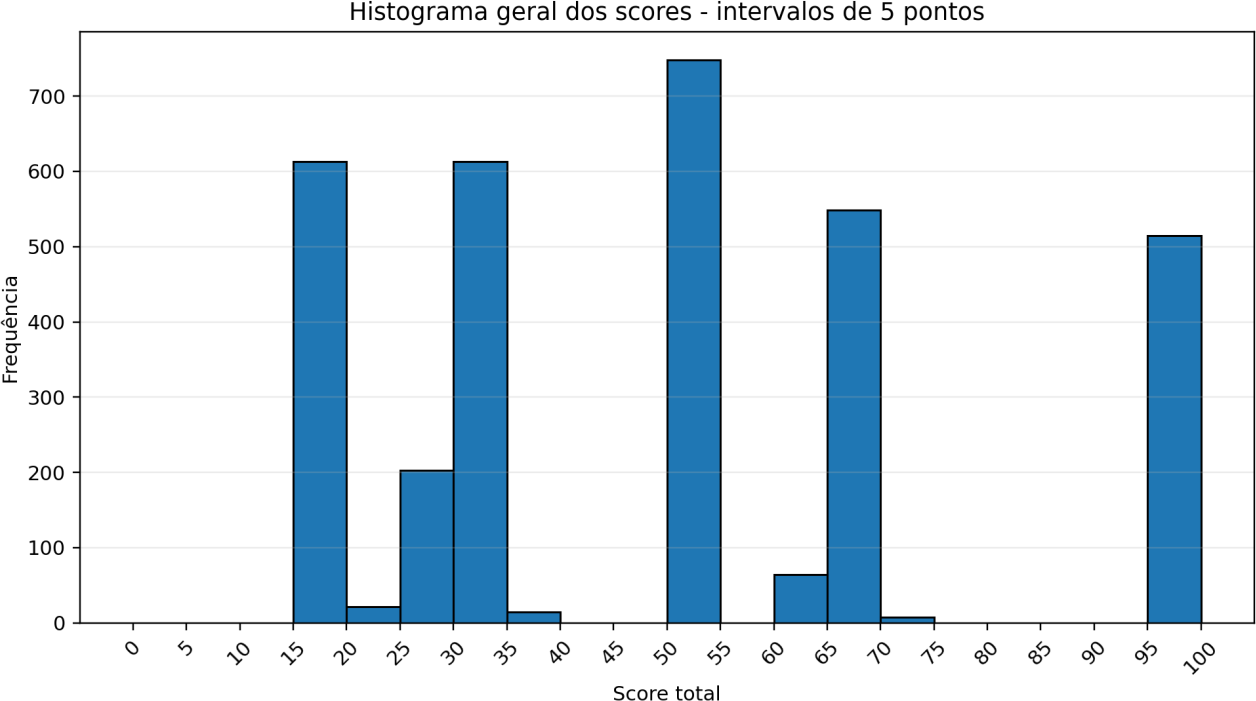 Histograma geral dos scores - intervalos de 5 pontos
Frequência
700
600
500
400
300
200
100
0
0 5 10 15 20 25 30 35 40 45 50 55 60 65 70 75 80 85 90 95 100
Score total